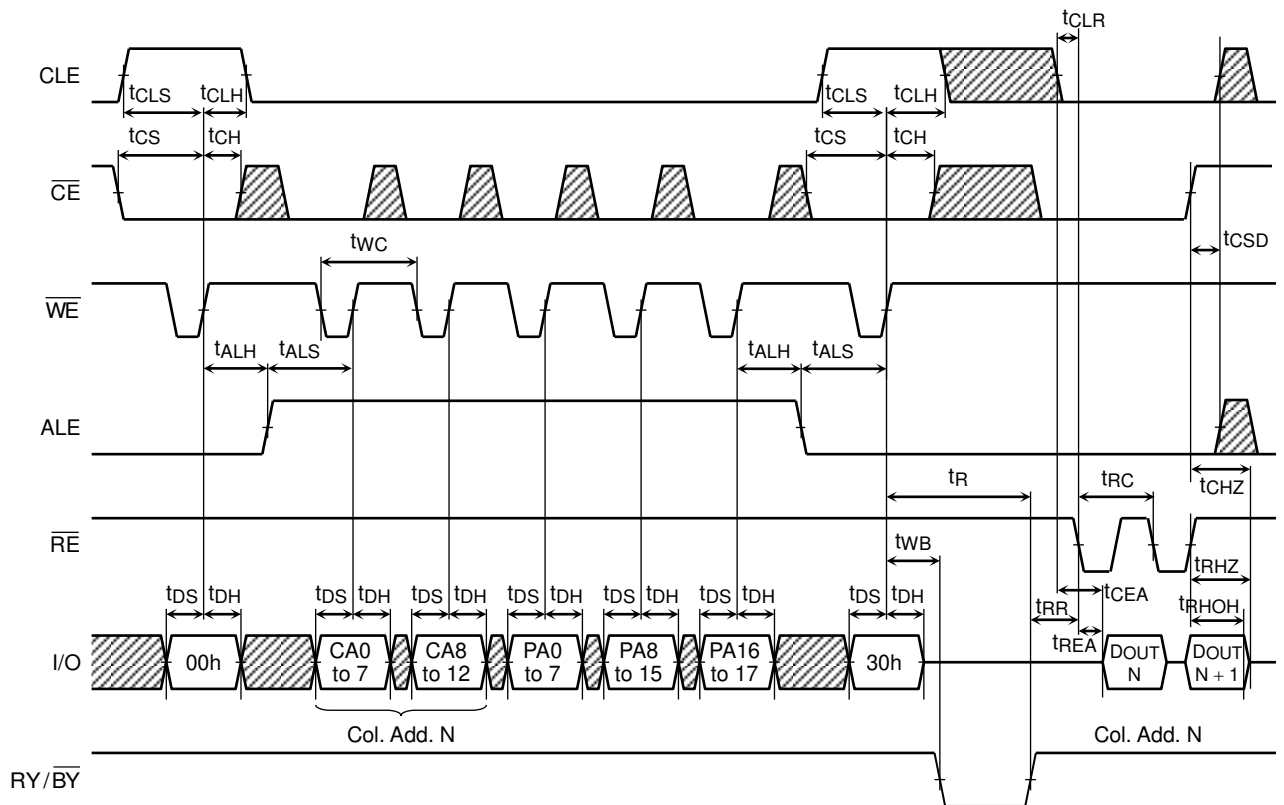 tCLR
CLE
tCLS tCLH tCLS tCLH
tCS tCH tCS tCH
CE
tWC tCSD
WE
tALH tALS tALH tALS
ALE
tR tRC tCHZ
RE
tWB tRHZ
tDS tDH tDS tDH tDS tDH tDS tDH tDS tDH tDS tDH tDS tDH tCEA
tRR tRHOH
tREA
I/O 00h CA0 to 7 CA8 to 12 PA0 to 7 PA8 to 15 PA16 to 17 30h DOUT N DOUT N + 1
Col. Add. N Col. Add. N
RY/BY